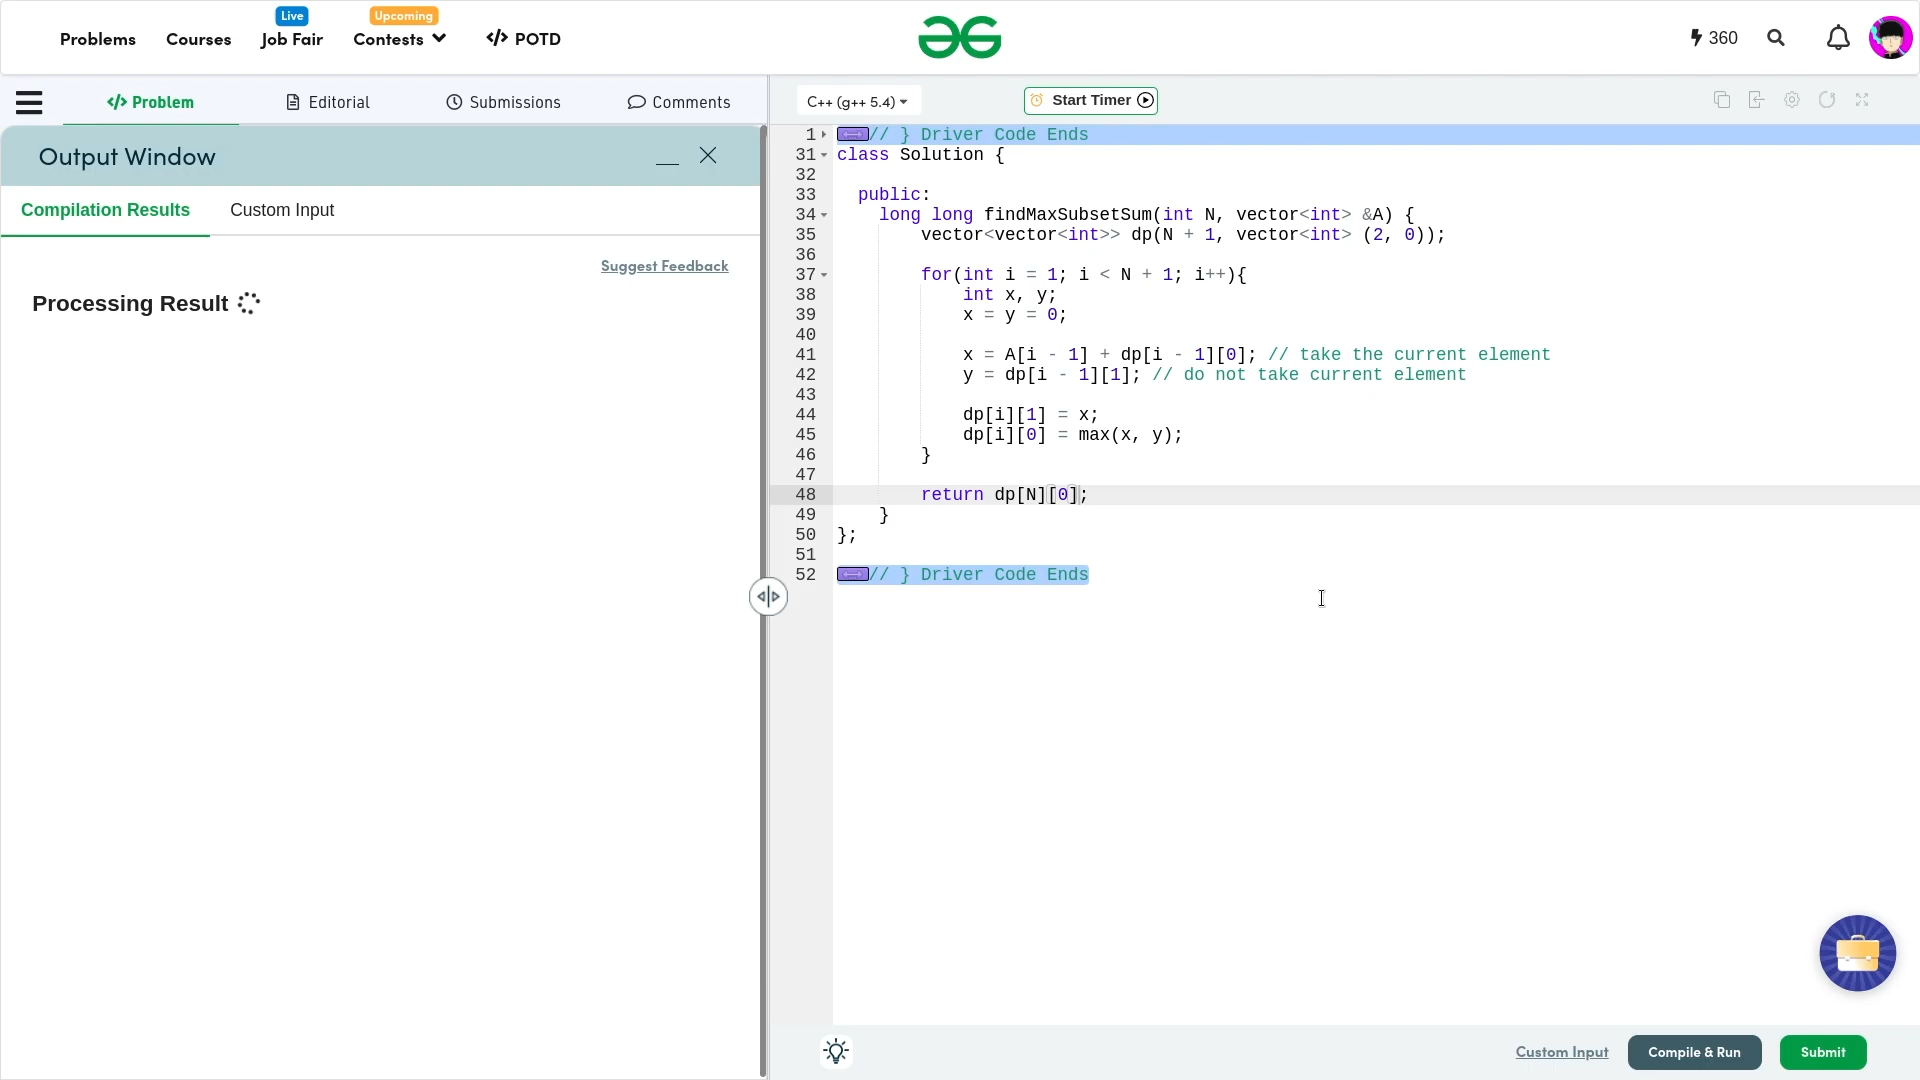 Live
Upcoming
Problems
Courses
Job Fair
Contests
</> POTD
360
</> Problem
Editorial
Submissions
Comments
C++ (g++ 5.4)
Start Timer
Output Window
Compilation Results
Custom Input
Suggest Feedback
Processing Result
1 // } Driver Code Ends
31 class Solution {
32
33 public:
34 long long findMaxSubsetSum(int N, vector<int> &A) {
35 vector<vector<int>> dp(N + 1, vector<int> (2, 0));
36
37 for(int i = 1; i < N + 1; i++){
38 int x, y;
39 x = y = 0;
40
41 x = A[i - 1] + dp[i - 1][0]; // take the current element
42 y = dp[i - 1][1]; // do not take current element
43
44 dp[i][1] = x;
45 dp[i][0] = max(x, y);
46 }
47
48 return dp[N][0];
49 }
50 };
51
52 // } Driver Code Ends
Custom Input
Compile & Run
Submit